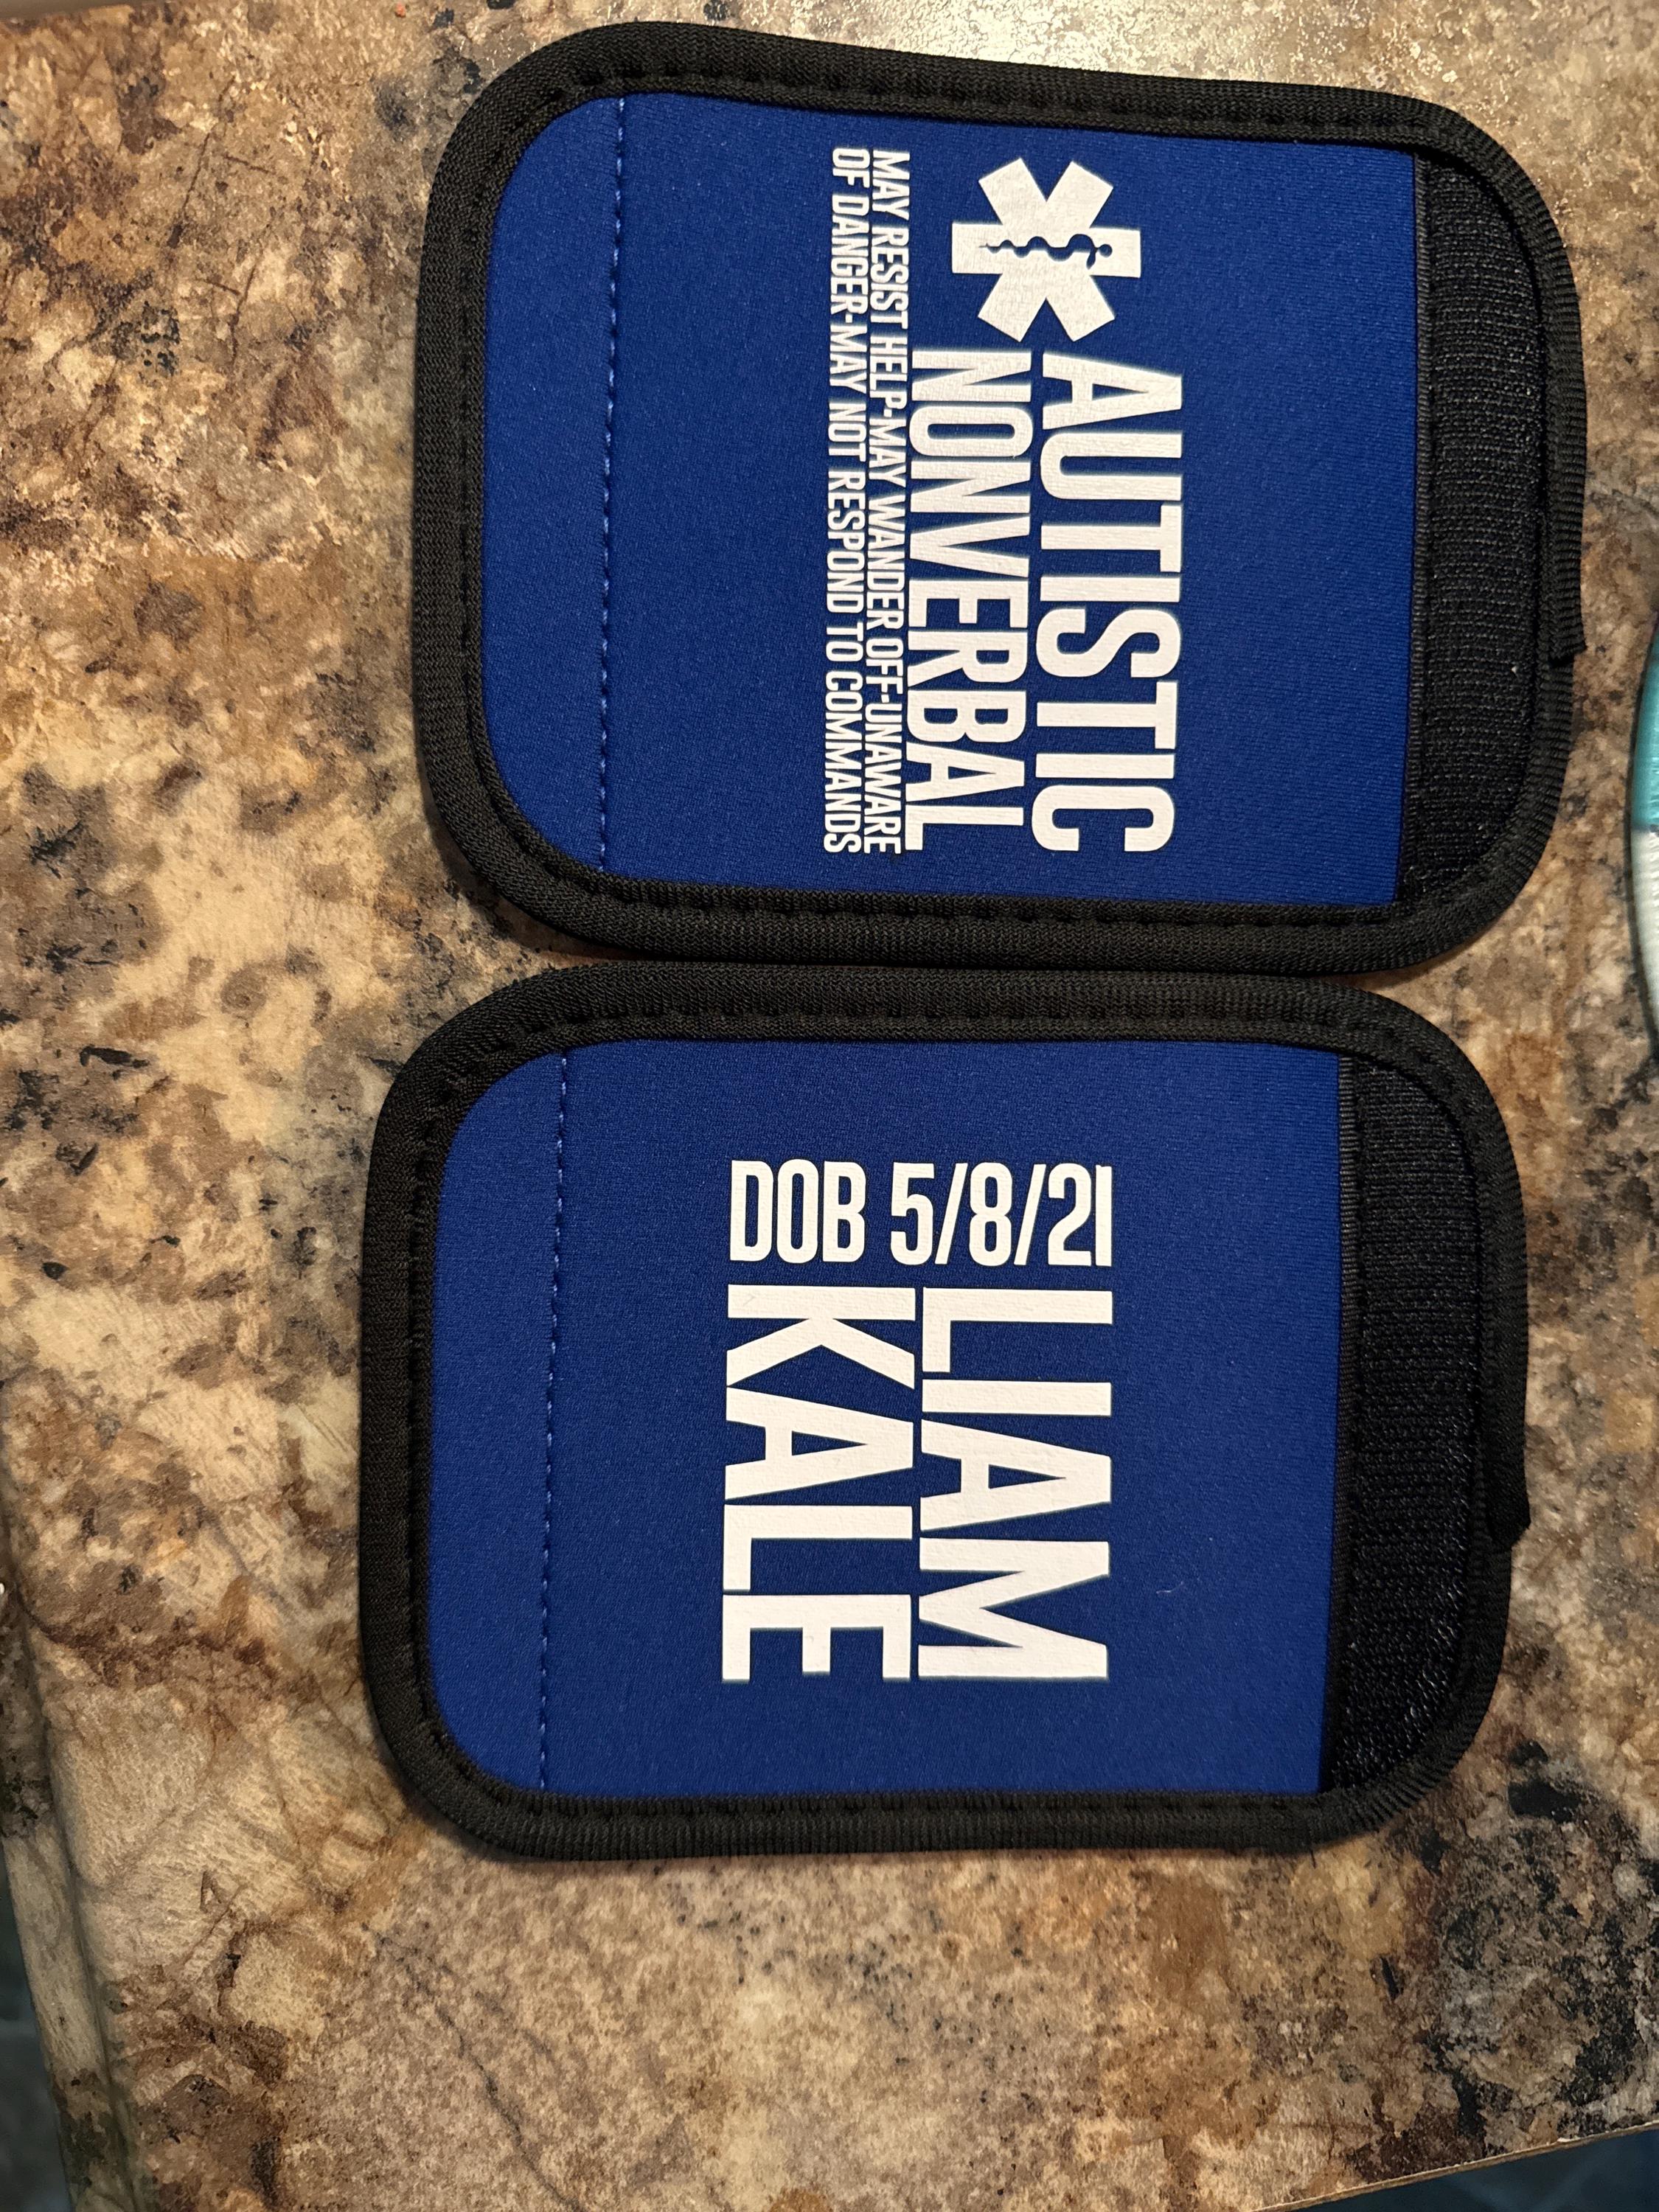 AUTISTIC
NONVERBAL
MAY RESIST HELP-MAY WANDER OFF-UNAWARE
OF DANGER-MAY NOT RESPOND TO COMMANDS
DOB 5/8/21
LIAM
KALE